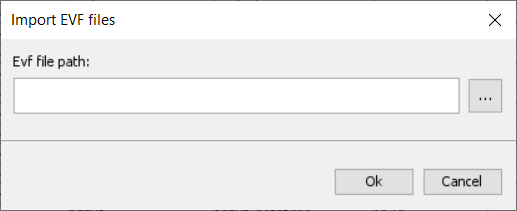 Import EVF files
Evf file path:
...
Ok
Cancel